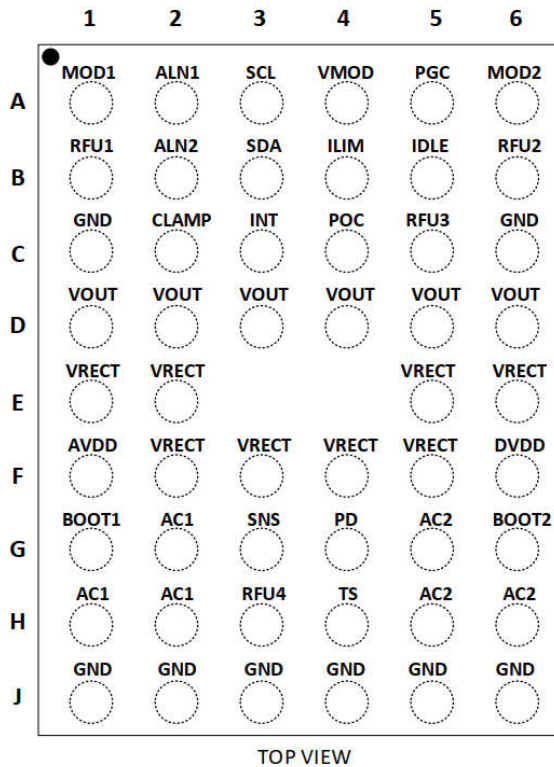 1 2 3 4 5 6
MOD1 ALN1 SCL VMOD PGC MOD2
A
RFU1 ALN2 SDA ILIM IDLE RFU2
B
GND CLAMP INT POC RFU3 GND
C
VOUT VOUT VOUT VOUT VOUT VOUT
D
VRECT VRECT VRECT VRECT
E
AVDD VRECT VRECT VRECT VRECT DVDD
F
BOOT1 AC1 SNS PD AC2 BOOT2
G
AC1 AC1 RFU4 TS AC2 AC2
H
GND GND GND GND GND GND
J
TOP VIEW